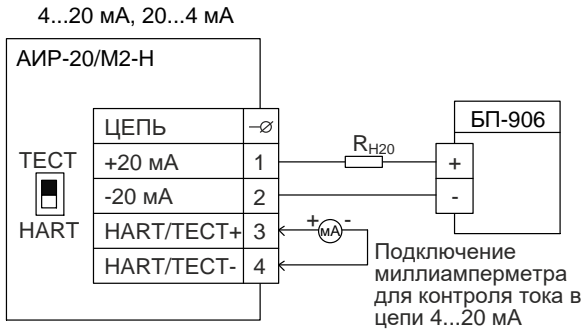 4...20 мА, 20...4 мА
АИР-20/М2-Н
БП-906
ЦЕПЬ
ТЕСТ
+20 мА 1
RН20
+
-20 мА 2
-
HART
HART/ТЕСТ+ 3
+ мА -
HART/ТЕСТ- 4
Подключение
миллиамперметра
для контроля тока в
цепи 4...20 мА